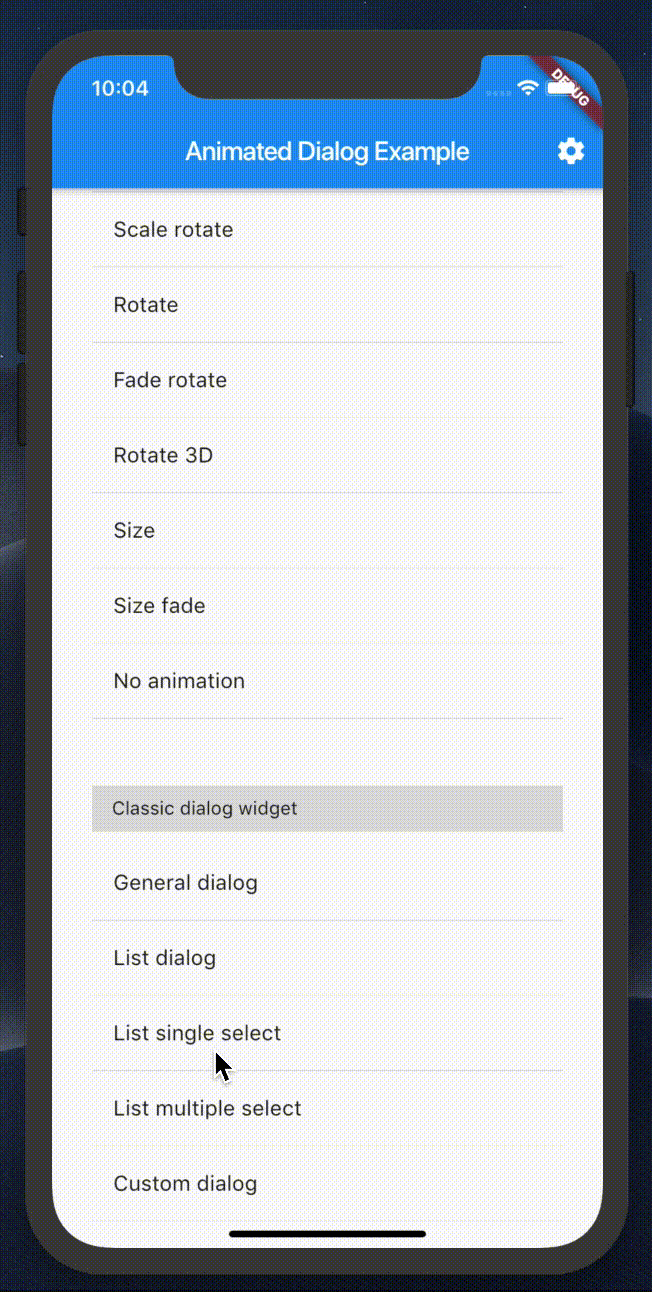 10:04
DEBUG
Animated Dialog Example
Scale rotate
Rotate
Fade rotate
Rotate 3D
Size
Size fade
No animation
Classic dialog widget
General dialog
List dialog
List single select
List multiple select
Custom dialog